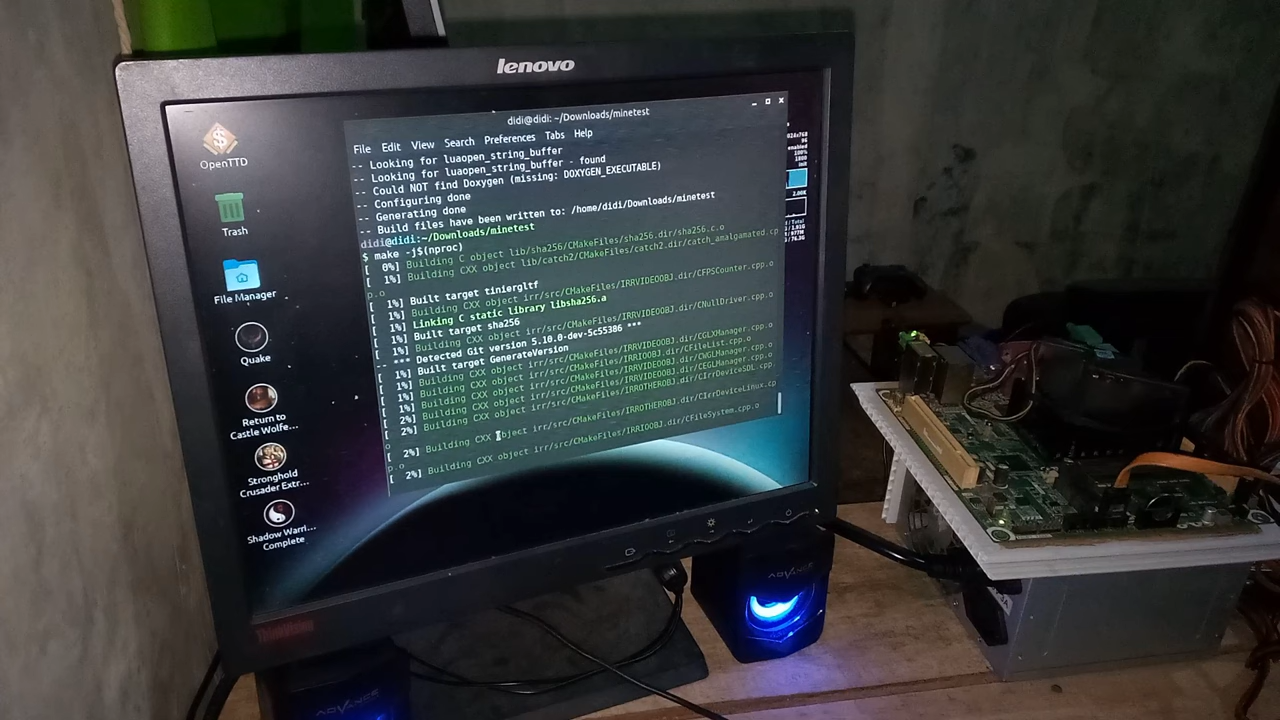 lenovo
didi@didi: ~/Downloads/minetest
File Edit View Search Preferences Tabs Help
-- Looking for luaopen_string_buffer
-- Looking for luaopen_string_buffer - found
-- Could NOT find Doxygen (missing: DOXYGEN_EXECUTABLE)
-- Configuring done
-- Generating done
-- Build files have been written to: /home/didi/Downloads/minetest
didi@didi:~/Downloads/minetest
$ make -j$(nproc)
[ 0%] Building C object lib/sha256/CMakeFiles/sha256.dir/sha256.c.o
[ 1%] Building CXX object lib/catch2/CMakeFiles/catch2.dir/catch_amalgamated.cp
p.o
[ 1%] Built target tiniergltf
[ 1%] Building CXX object irr/src/CMakeFiles/IRRVIDEOOBJ.dir/CFPSCounter.cpp.o
[ 1%] Linking C static library libsha256.a
[ 1%] Built target sha256
[ 1%] Building CXX object irr/src/CMakeFiles/IRRVIDEOOBJ.dir/CNullDriver.cpp.o
-- *** Detected Git version 5.10.0-dev-5c55386 ***
[ 1%] Built target GenerateVersion
[ 1%] Building CXX object irr/src/CMakeFiles/IRRVIDEOOBJ.dir/CGLXManager.cpp.o
[ 1%] Building CXX object irr/src/CMakeFiles/IRRIOOBJ.dir/CFileList.cpp.o
[ 1%] Building CXX object irr/src/CMakeFiles/IRRVIDEOOBJ.dir/CWGLManager.cpp.o
[ 2%] Building CXX object irr/src/CMakeFiles/IRRVIDEOOBJ.dir/CEGLManager.cpp.o
[ 2%] Building CXX object irr/src/CMakeFiles/IRROTHEROBJ.dir/CIrrDeviceSDL.cpp.
o
[ 2%] Building CXX object irr/src/CMakeFiles/IRROTHEROBJ.dir/CIrrDeviceLinux.cp
p.o
[ 2%] Building CXX object irr/src/CMakeFiles/IRRIOOBJ.dir/CFileSystem.cpp.o
OpenTTD
Trash
File Manager
Quake
Return to
Castle Wolfe...
Stronghold
Crusader Extr...
Shadow Warri...
Complete
ADVANCE
ADVANCE